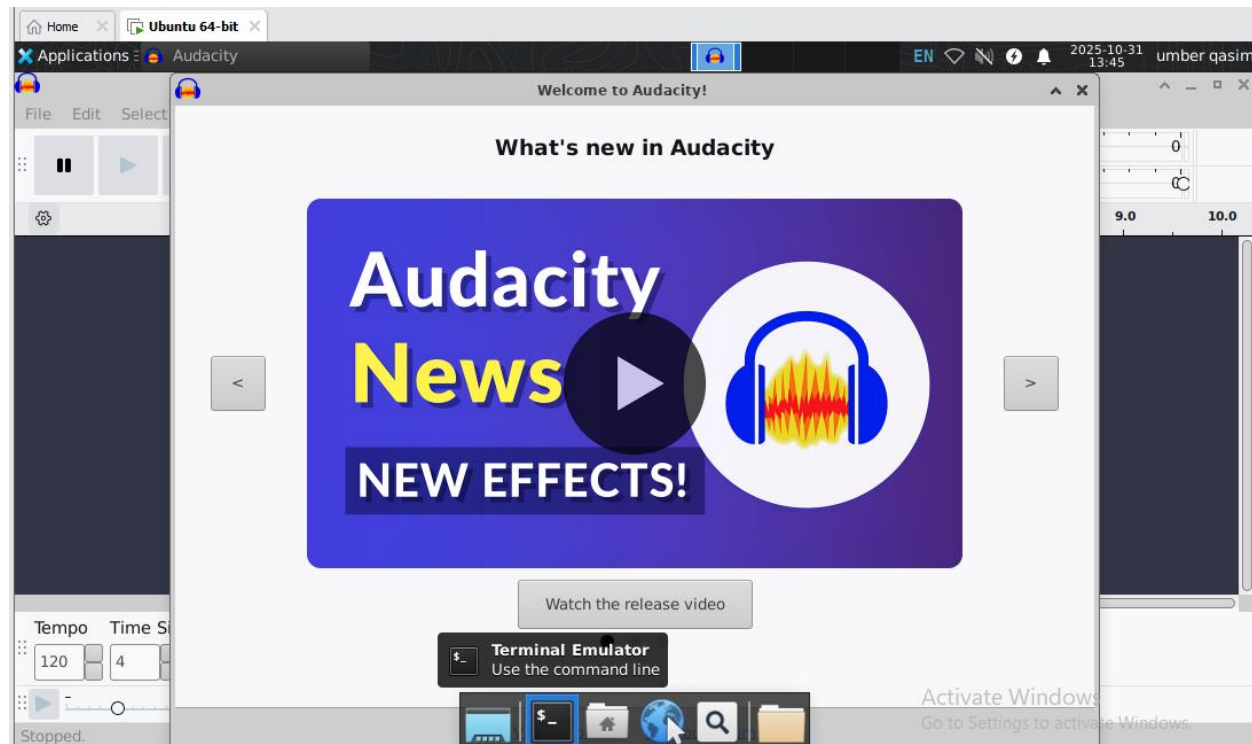 Home
Ubuntu 64-bit
Applications
Audacity
EN
2025-10-31
13:45
umber qasim
Welcome to Audacity!
File Edit Select
What's new in Audacity
0
0
9.0 10.0
Audacity
News
NEW EFFECTS!
<
>
Watch the release video
Tempo Time Si
120 4
Terminal Emulator
Use the command line
$_
$_
-
Activate Windows
Go to Settings to activate Windows.
Stopped.